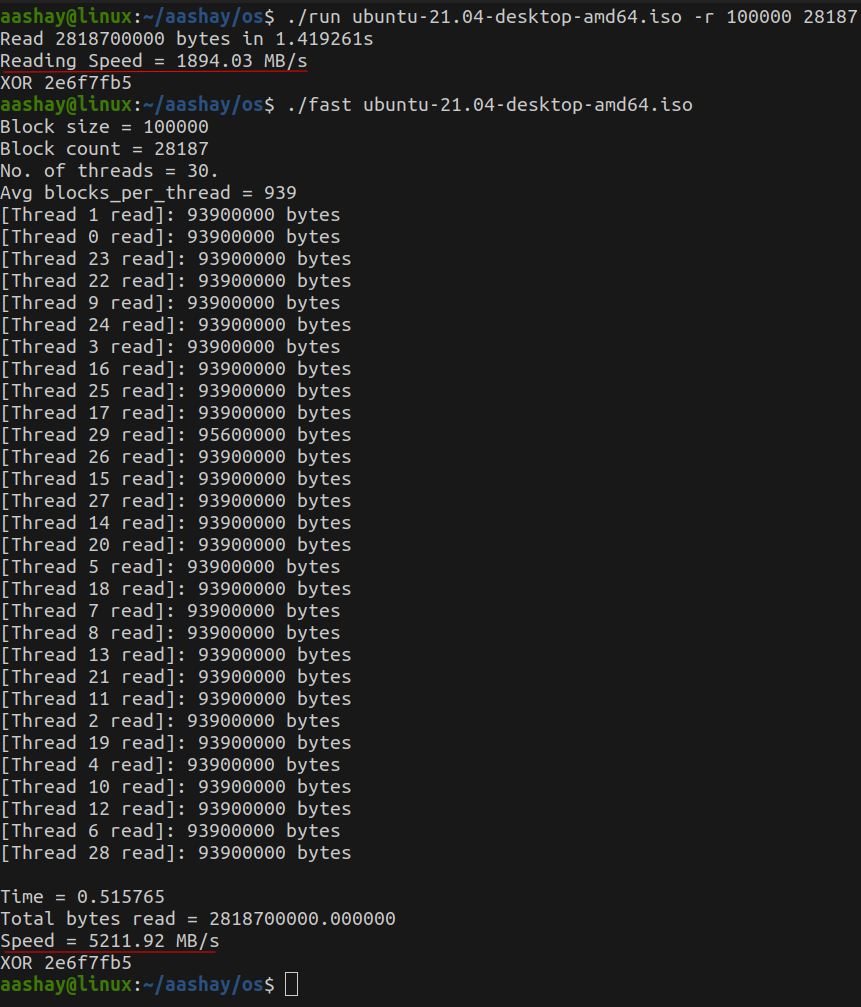 aashay@linux:~/aashay/os$ ./run ubuntu-21.04-desktop-amd64.iso -r 100000 28187
Read 2818700000 bytes in 1.419261s
Reading Speed = 1894.03 MB/s
XOR 2e6f7fb5
aashay@linux:~/aashay/os$ ./fast ubuntu-21.04-desktop-amd64.iso
Block size = 100000
Block count = 28187
No. of threads = 30.
Avg blocks_per_thread = 939
[Thread 1 read]: 93900000 bytes
[Thread 0 read]: 93900000 bytes
[Thread 23 read]: 93900000 bytes
[Thread 22 read]: 93900000 bytes
[Thread 9 read]: 93900000 bytes
[Thread 24 read]: 93900000 bytes
[Thread 3 read]: 93900000 bytes
[Thread 16 read]: 93900000 bytes
[Thread 25 read]: 93900000 bytes
[Thread 17 read]: 93900000 bytes
[Thread 29 read]: 95600000 bytes
[Thread 26 read]: 93900000 bytes
[Thread 15 read]: 93900000 bytes
[Thread 27 read]: 93900000 bytes
[Thread 14 read]: 93900000 bytes
[Thread 20 read]: 93900000 bytes
[Thread 5 read]: 93900000 bytes
[Thread 18 read]: 93900000 bytes
[Thread 7 read]: 93900000 bytes
[Thread 8 read]: 93900000 bytes
[Thread 13 read]: 93900000 bytes
[Thread 21 read]: 93900000 bytes
[Thread 11 read]: 93900000 bytes
[Thread 2 read]: 93900000 bytes
[Thread 19 read]: 93900000 bytes
[Thread 4 read]: 93900000 bytes
[Thread 10 read]: 93900000 bytes
[Thread 12 read]: 93900000 bytes
[Thread 6 read]: 93900000 bytes
[Thread 28 read]: 93900000 bytes
Time = 0.515765
Total bytes read = 2818700000.000000
Speed = 5211.92 MB/s
XOR 2e6f7fb5
aashay@linux:~/aashay/os$